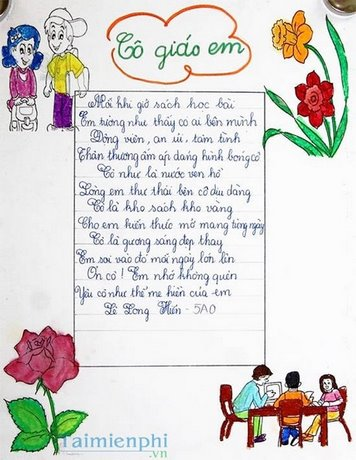 Cô giáo em
Mỗi khi giở sách học bài
Em tưởng như thấy có ai bên mình
Động viên, an ủi, tâm tình
Thân thương ấm áp dáng hình bóng cô
Cô như là nước ven hồ
Lòng em thư thái bên cô dịu dàng
Cô là kho sách kho vàng
Cho em kiến thức mở mang từng ngày
Cô là gương sáng đẹp thay
Em soi vào đó mỗi ngày lớn lên
Ơn cô! Em nhớ không quên
Yêu cô như thể mẹ hiền của em
Lê Long Hiển - 5A0
Taimienphi
.vn